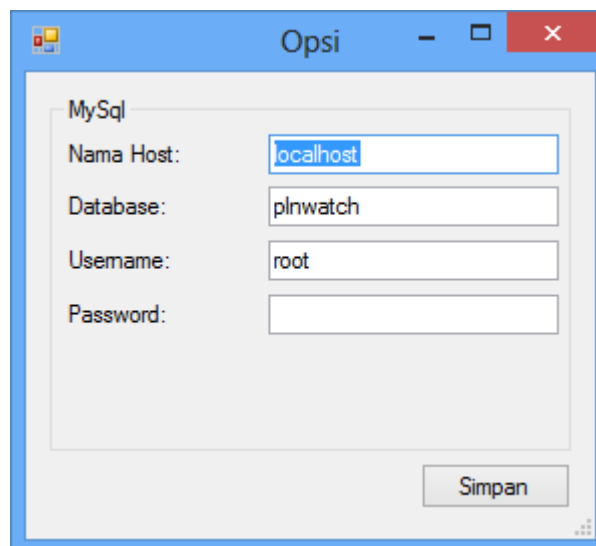 Opsi
MySql
Nama Host: localhost
Database: plnwatch
Username: root
Password:
Simpan